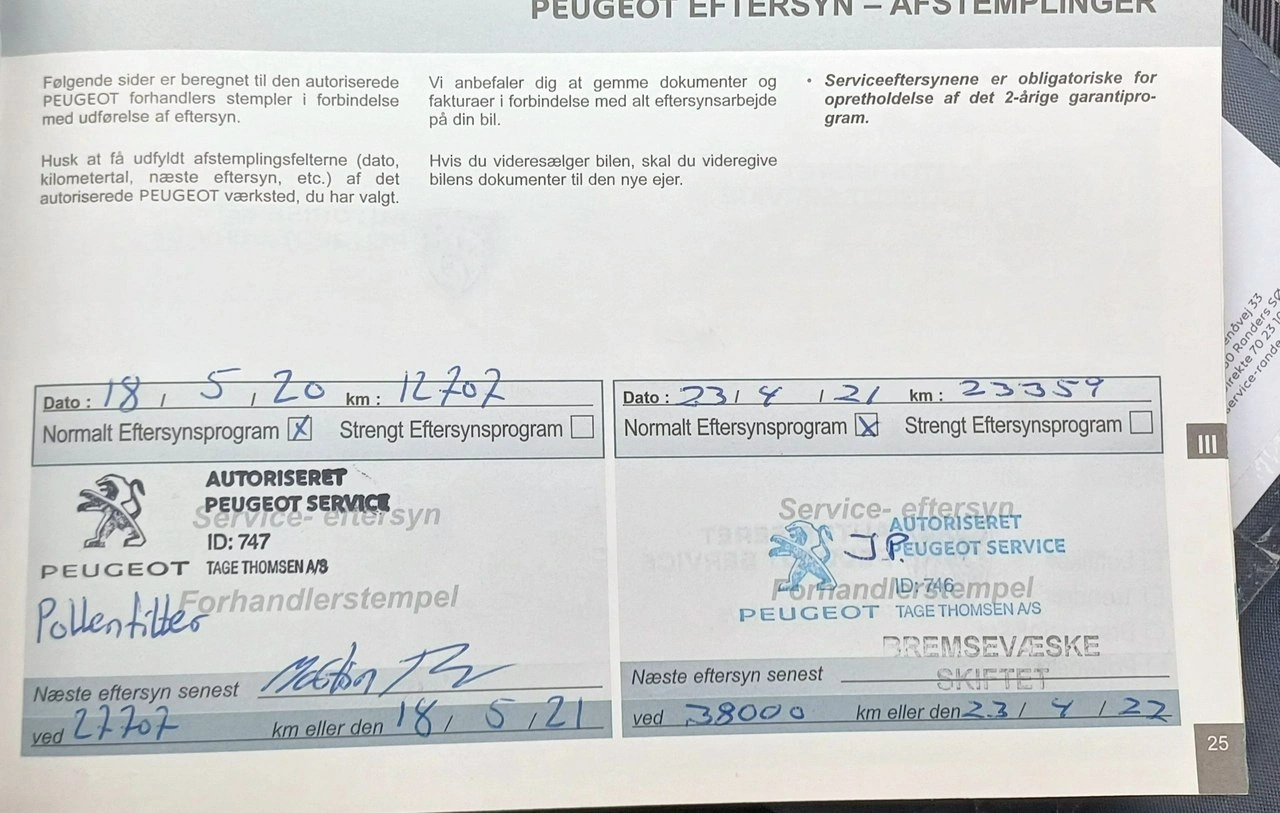 PEUGEOT EFTERSYN – AFSTEMPLINGER
Følgende sider er beregnet til den autoriserede
PEUGEOT forhandlers stempler i forbindelse
med udførelse af eftersyn.
Husk at få udfyldt afstemplingsfelterne (dato,
kilometertal, næste eftersyn, etc.) af det
autoriserede PEUGEOT værksted, du har valgt.
Vi anbefaler dig at gemme dokumenter og
fakturaer i forbindelse med alt eftersynsarbejde
på din bil.
Hvis du videresælger bilen, skal du videregive
bilens dokumenter til den nye ejer.
• Serviceeftersynene er obligatoriske for
opretholdelse af det 2-årige garantipro-
gram.
Dato : 18 / 5 / 20 km : 12707
Normalt Eftersynsprogram X Strengt Eftersynsprogram
AUTORISERET
PEUGEOT SERVICE
Service- eftersyn
ID: 747
PEUGEOT TAGE THOMSEN A/S
Forhandlerstempel
Pollenfilter
Næste eftersyn senest
ved 27707 km eller den 18 / 5 / 21
Dato : 23 / 4 / 21 km : 23359
Normalt Eftersynsprogram X Strengt Eftersynsprogram
Service- eftersyn
AUTORISERET
J.P. PEUGEOT SERVICE
Forhandlerstempel
ID: 746
PEUGEOT TAGE THOMSEN A/S
BREMSEVÆSKE
SKIFTET
Næste eftersyn senest
ved 38000 km eller den 23 / 4 / 22
III
25